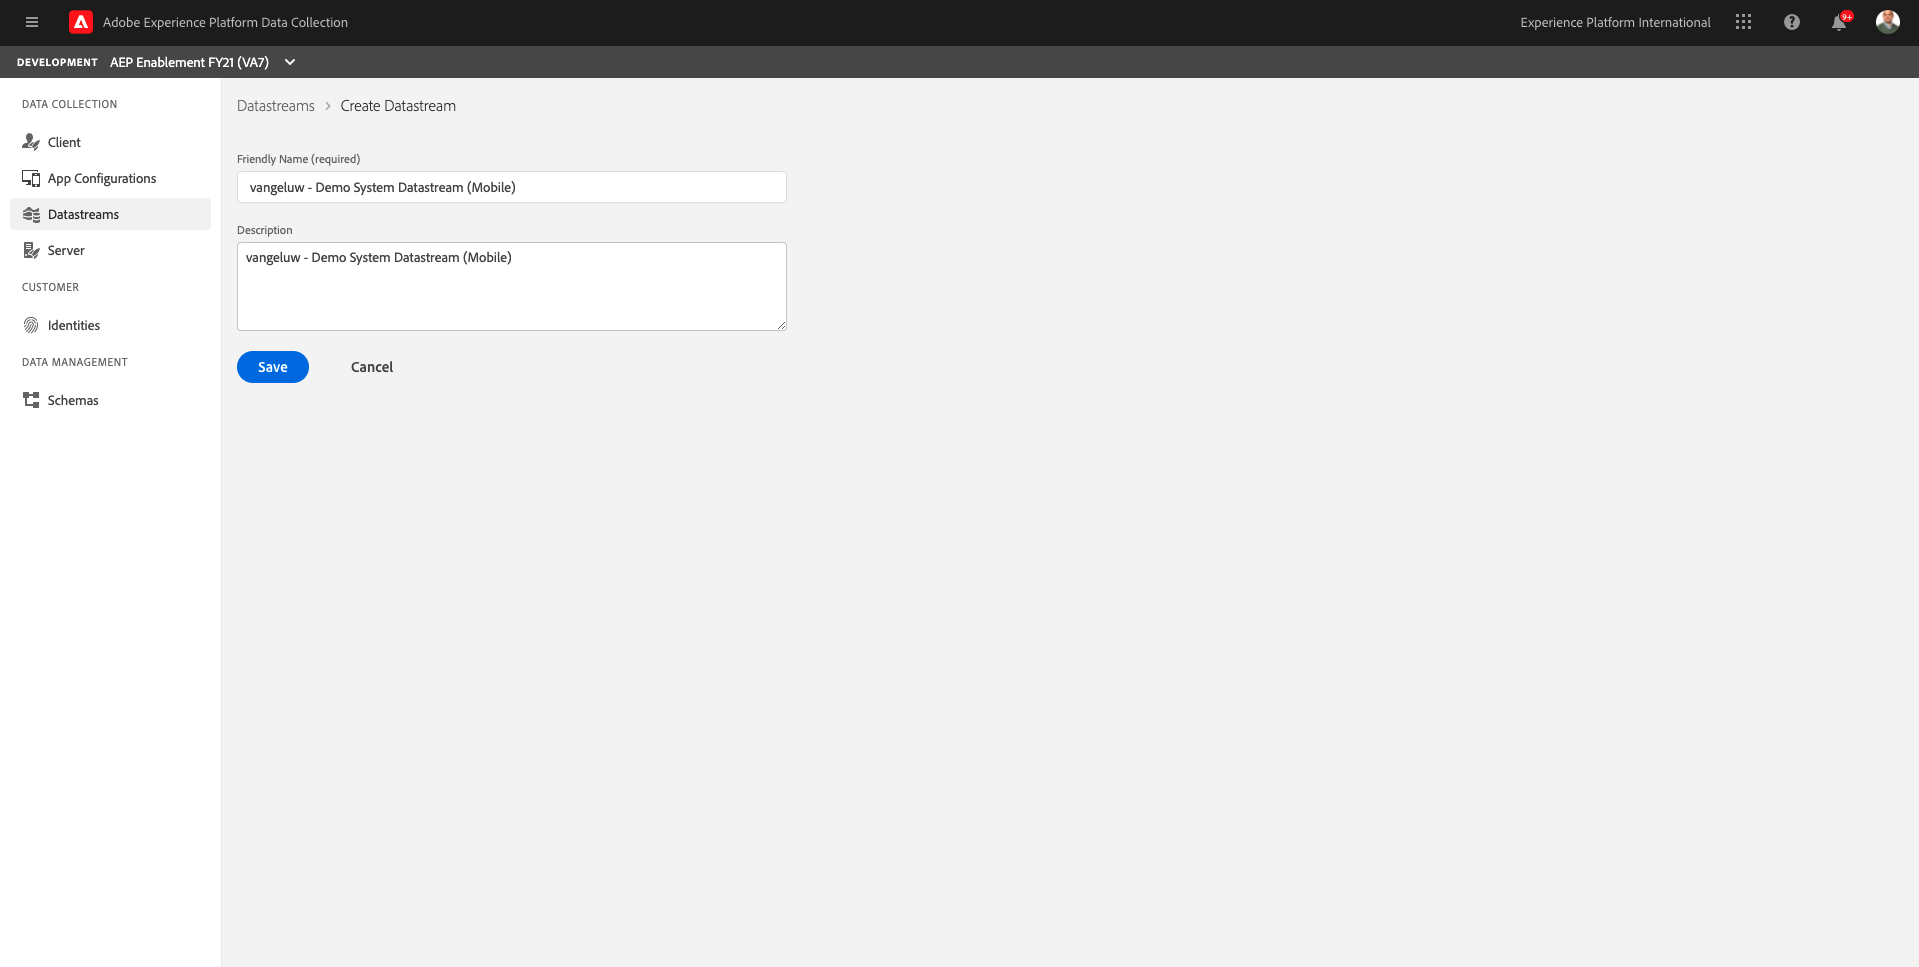 Adobe Experience Platform Data Collection
Experience Platform International
?
9+
DEVELOPMENT AEP Enablement FY21 (VA7)
DATA COLLECTION
Client
App Configurations
Datastreams
Server
CUSTOMER
Identities
DATA MANAGEMENT
Schemas
Datastreams > Create Datastream
Friendly Name (required)
vangeluw - Demo System Datastream (Mobile)
Description
vangeluw - Demo System Datastream (Mobile)
Save Cancel